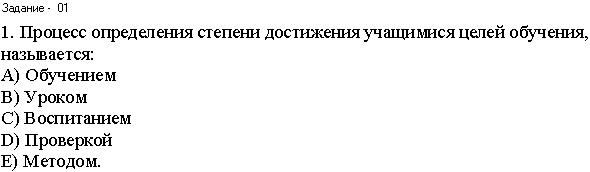 Задание - 01
1. Процесс определения степени достижения учащимися целей обучения,
называется:
A) Обучением
B) Уроком
C) Воспитанием
D) Проверкой
E) Методом.